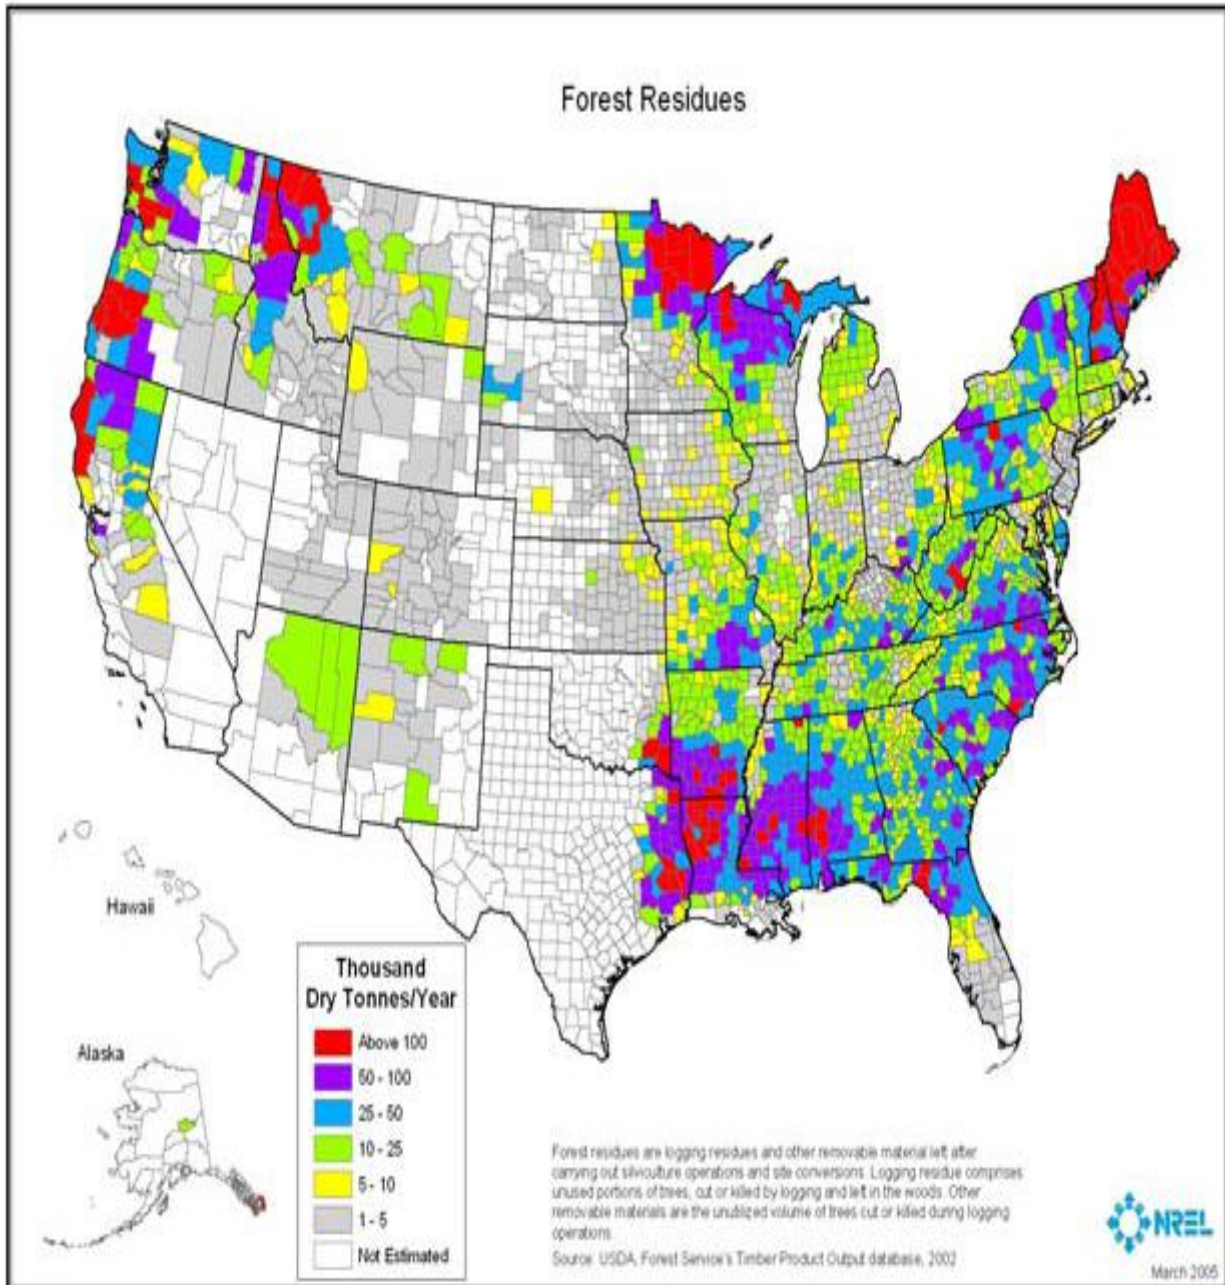 Forest Residues
Hawaii
Alaska
Thousand
Dry Tonnes/Year
Above 100
50 - 100
25 - 50
10 - 25
5 - 10
1 - 5
Not Estimated
Forest residues are logging residues and other removable material left after
carrying out silviculture operations and site conversions. Logging residue comprises
unused portions of trees, cut or killed by logging and left in the woods. Other
removable materials are the unutilized volume of trees cut or killed during logging
operations.
Source: USDA, Forest Service's Timber Product Output database, 2002
NREL
March 2005